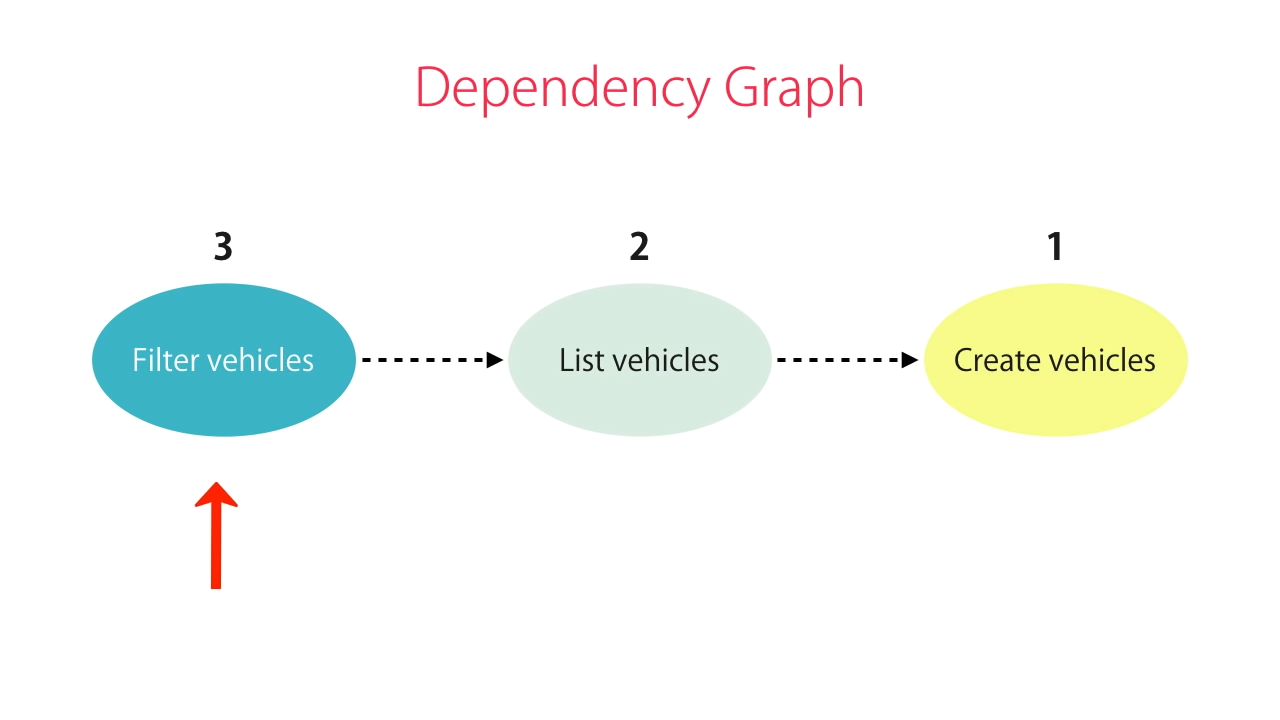 Dependency Graph
3
2
1
Filter vehicles
List vehicles
Create vehicles